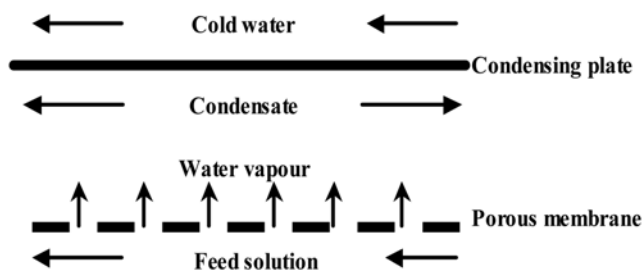 Cold water
Condensing plate
Condensate
Water vapour
Porous membrane
Feed solution